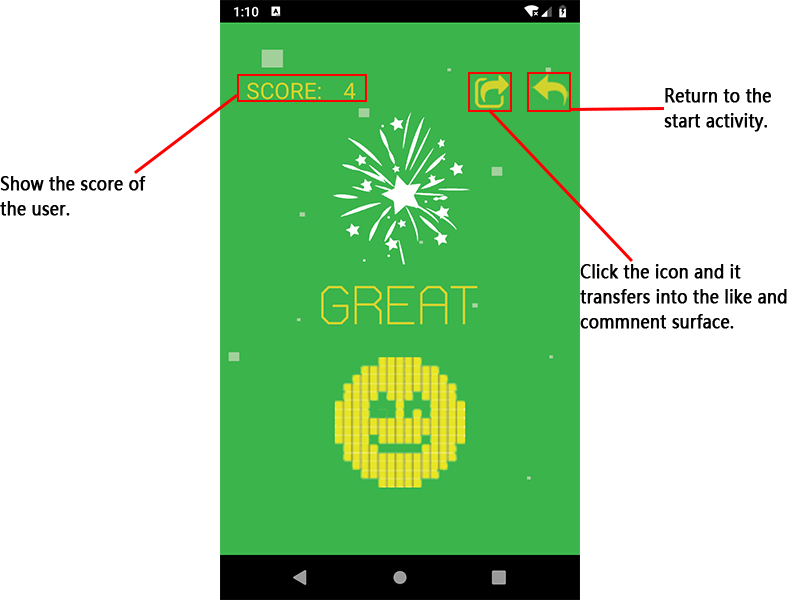 1:10 A
SCORE: 4
Return to the
start activity.
Show the score of
the user.
Click the icon and it
transfers into the like and
commnent surface.
GREAT